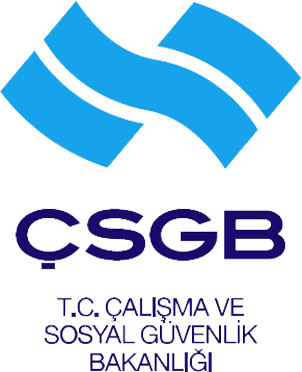 ÇSGB
T.C. ÇALIŞMA VE
SOSYAL GÜVENLİK
BAKANLIĞI